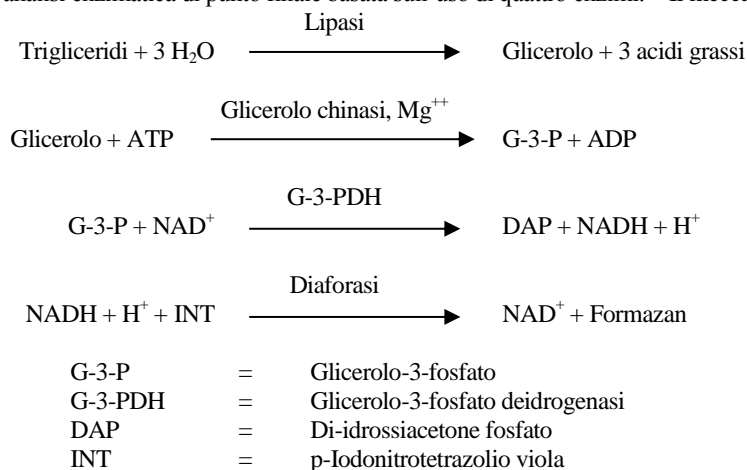 analisi enzimatica di punto finale basata sull'uso di quattro enzimi.
Lipasi
Trigliceridi + 3 H₂O Glicerolo + 3 acidi grassi
Glicerolo chinasi, Mg⁺⁺
Glicerolo + ATP G-3-P + ADP
G-3-PDH
G-3-P + NAD⁺ DAP + NADH + H⁺
Diaforasi
NADH + H⁺ + INT NAD⁺ + Formazan
G-3-P = Glicerolo-3-fosfato
G-3-PDH = Glicerolo-3-fosfato deidrogenasi
DAP = Di-idrossiacetone fosfato
INT = p-Iodonitrotetrazolio viola